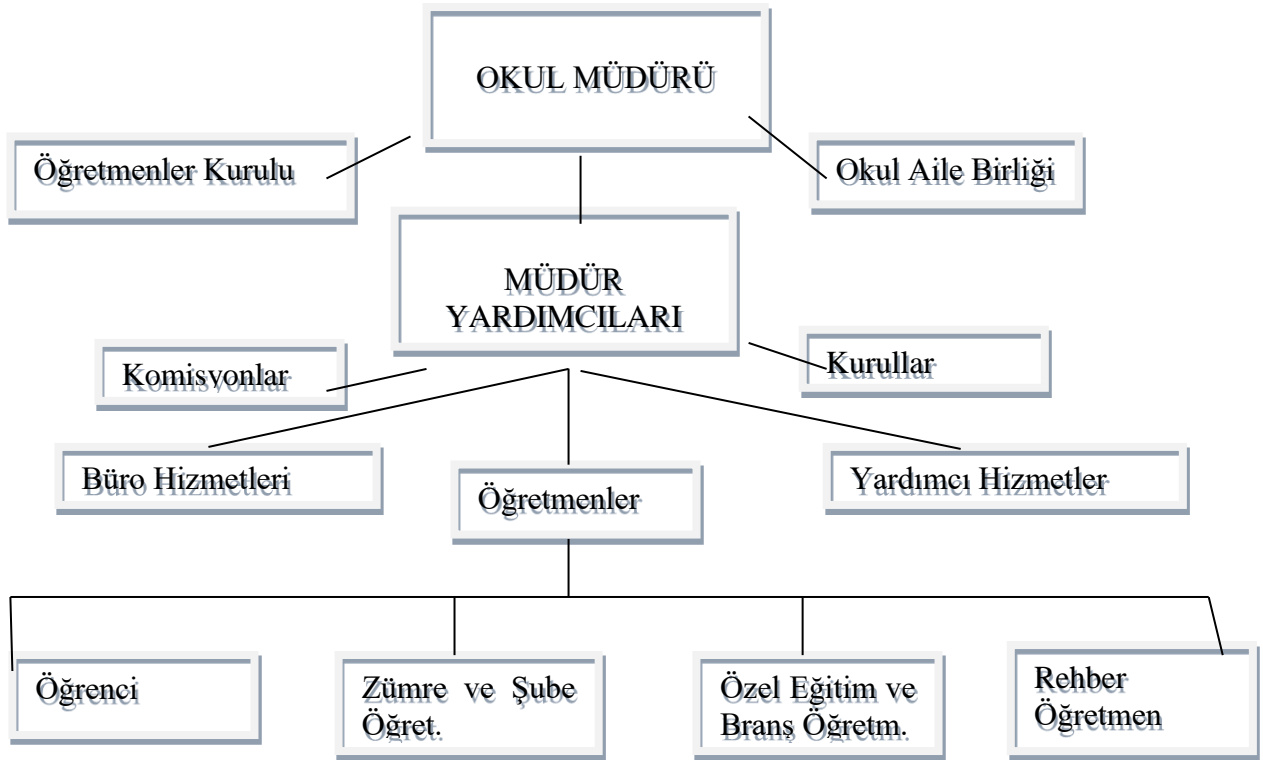 OKUL MÜDÜRÜ
Öğretmenler Kurulu
Okul Aile Birliği
MÜDÜR
YARDIMCILARI
Komisyonlar
Kurullar
Büro Hizmetleri
Öğretmenler
Yardımcı Hizmetler
Öğrenci
Zümre ve Şube
Öğret.
Özel Eğitim ve
Branş Öğretm.
Rehber
Öğretmen